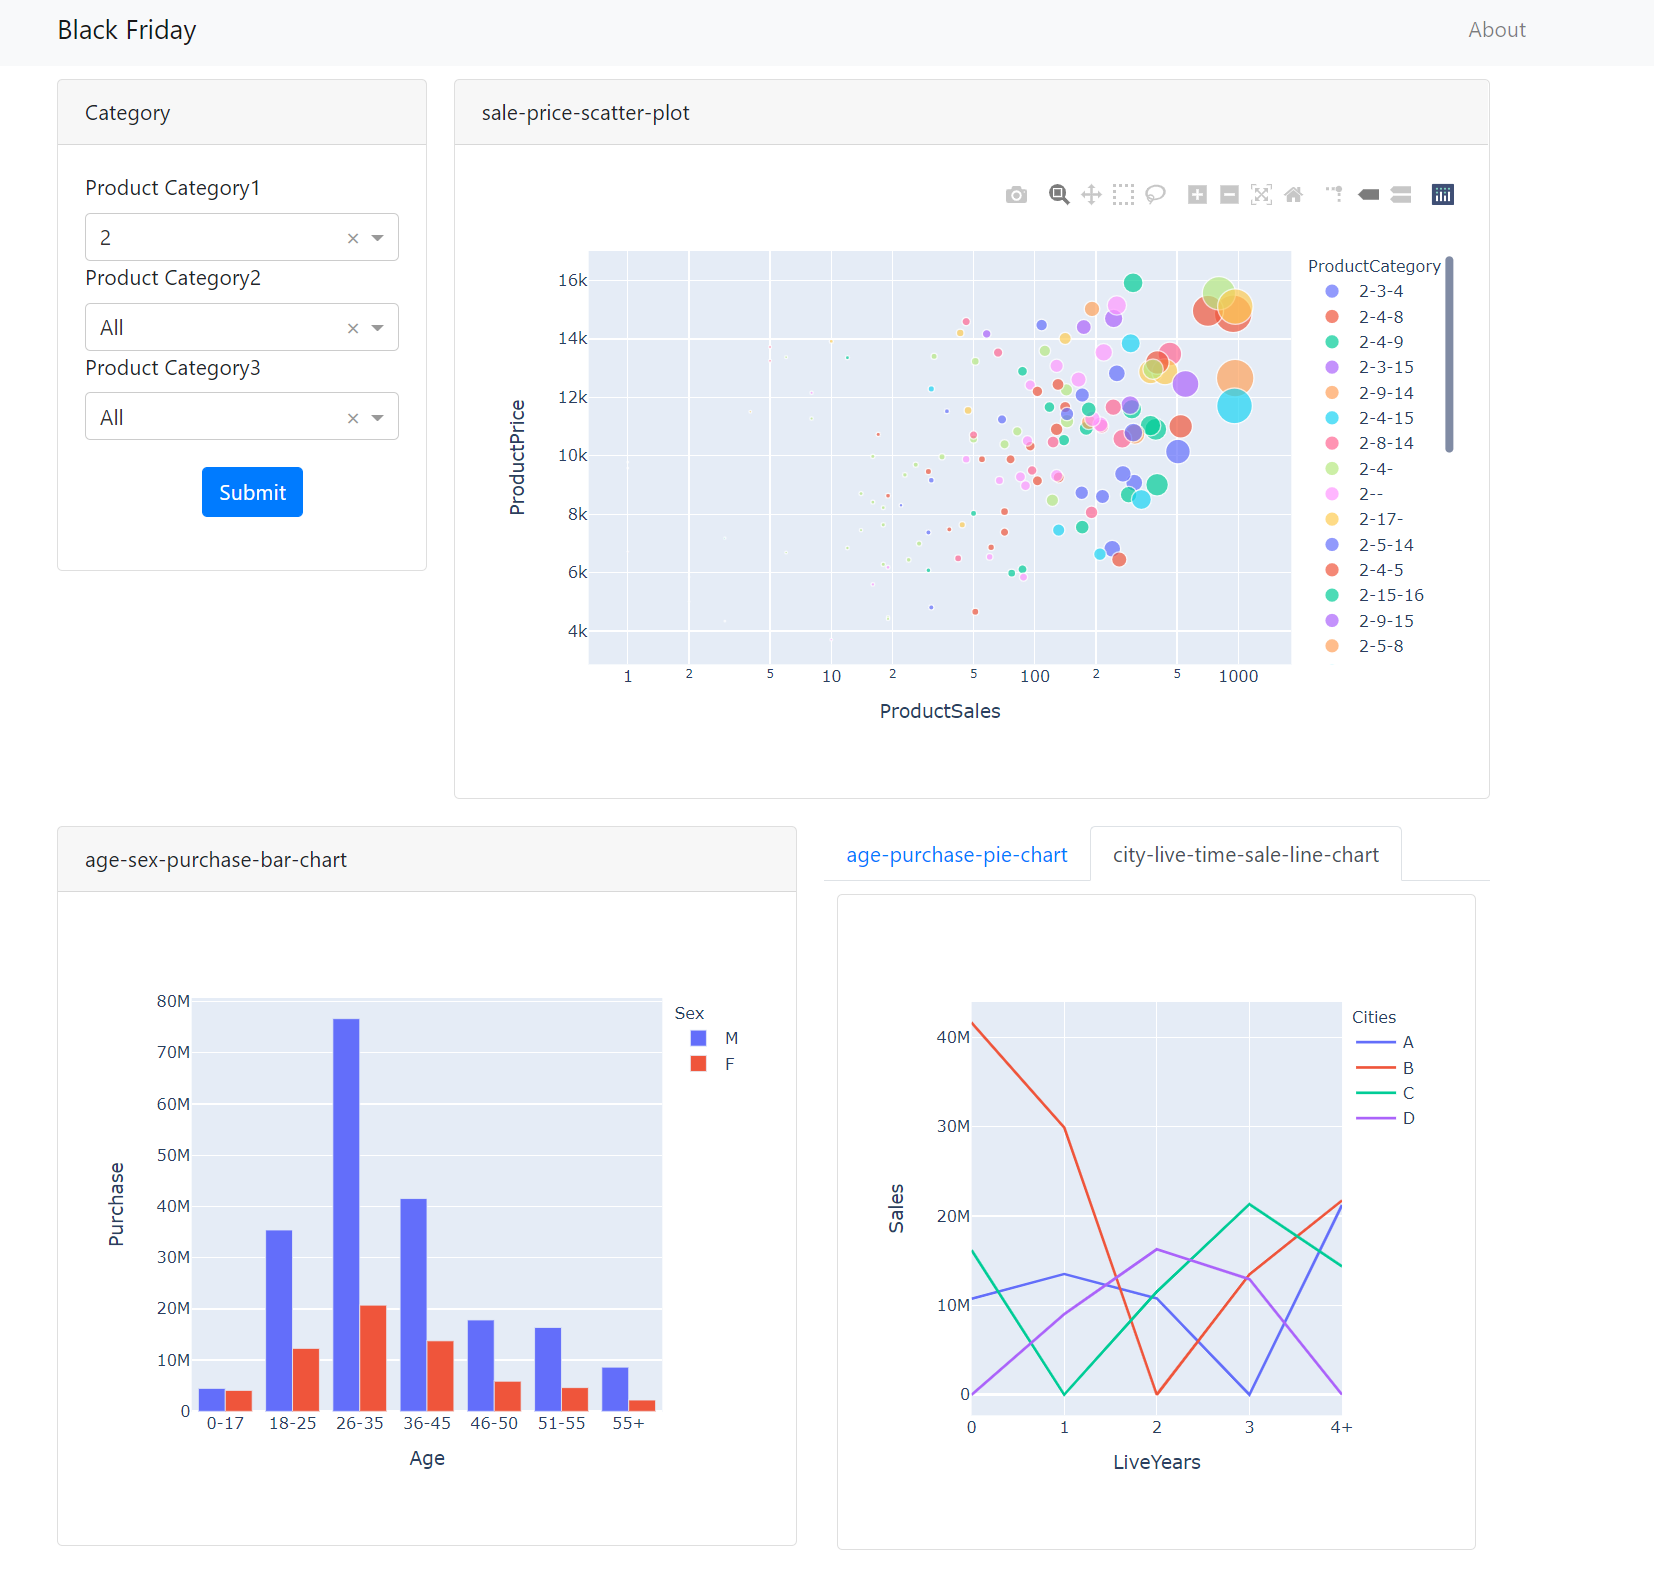 Black Friday
About
Category
Product Category1
2
Product Category2
All
Product Category3
All
Submit
sale-price-scatter-plot
16k
14k
12k
10k
8k
6k
4k
ProductPrice
1 2 5 10 2 5 100 2 5 1000
ProductSales
ProductCategory
2-3-4
2-4-8
2-4-9
2-3-15
2-9-14
2-4-15
2-8-14
2-4-
2--
2-17-
2-5-14
2-4-5
2-15-16
2-9-15
2-5-8
age-sex-purchase-bar-chart
80M
70M
60M
50M
40M
30M
20M
10M
0
Purchase
0-17 18-25 26-35 36-45 46-50 51-55 55+
Age
Sex
M
F
age-purchase-pie-chart
city-live-time-sale-line-chart
40M
30M
20M
10M
0
Sales
0 1 2 3 4+
LiveYears
Cities
A
B
C
D